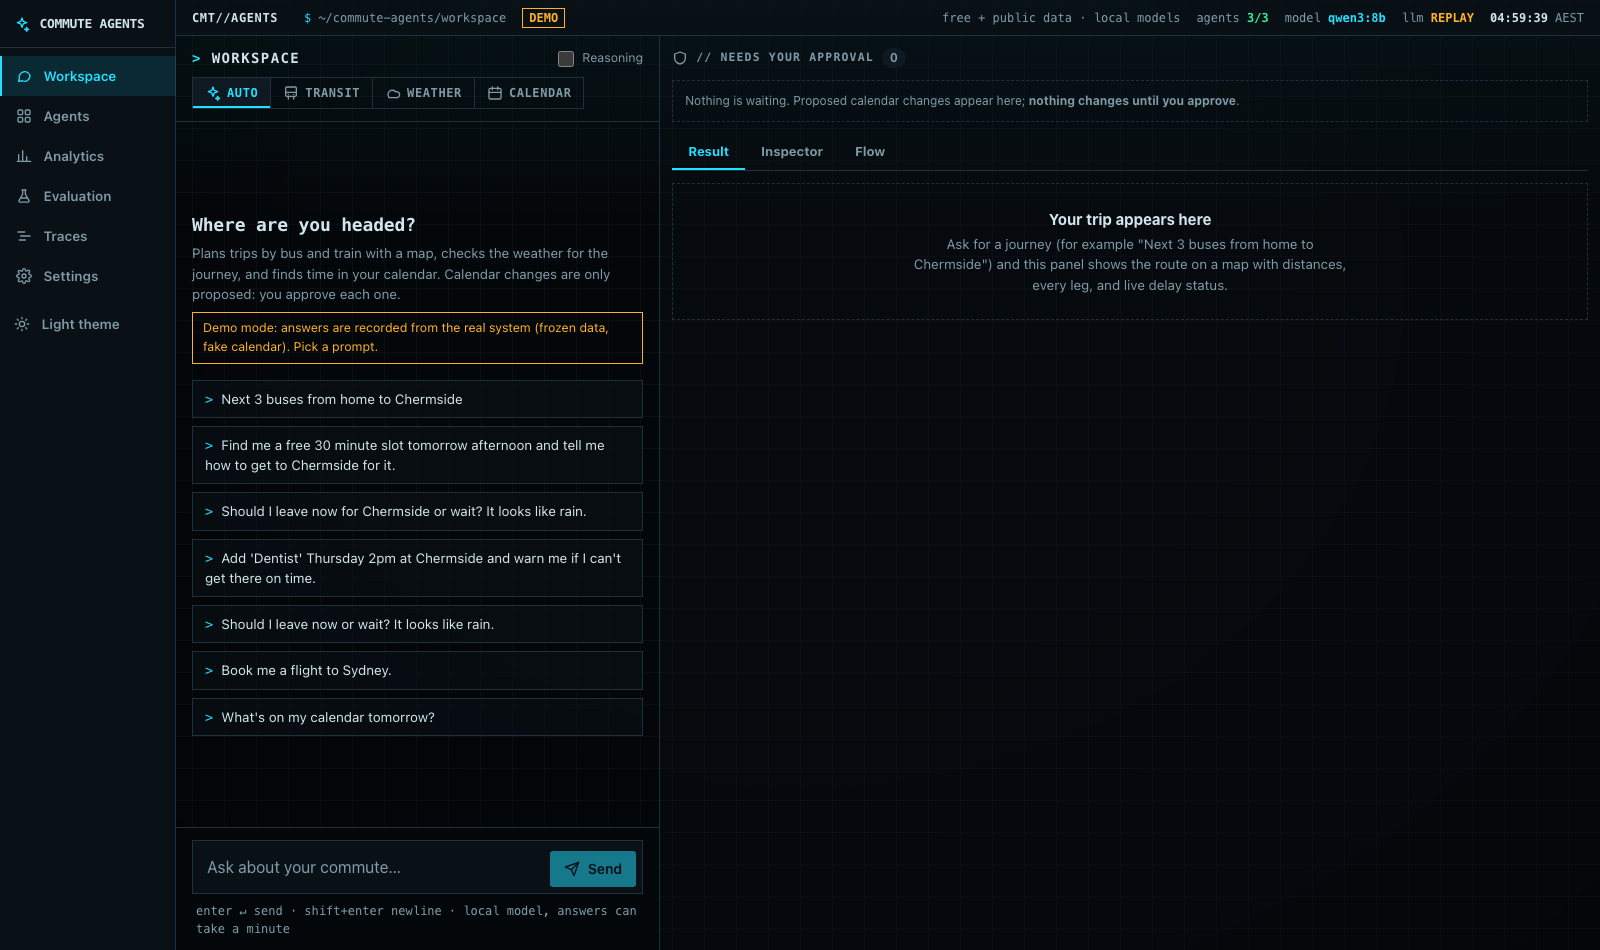 COMMUTE AGENTS
Workspace
Agents
Analytics
Evaluation
Traces
Settings
Light theme
CMT//AGENTS $ ~/commute-agents/workspace DEMO
free + public data · local models agents 3/3 model qwen3:8b llm REPLAY 04:59:39 AEST
> WORKSPACE
Reasoning
AUTO TRANSIT WEATHER CALENDAR
Where are you headed?
Plans trips by bus and train with a map, checks the weather for the
journey, and finds time in your calendar. Calendar changes are only
proposed: you approve each one.
Demo mode: answers are recorded from the real system (frozen data,
fake calendar). Pick a prompt.
> Next 3 buses from home to Chermside
> Find me a free 30 minute slot tomorrow afternoon and tell me
how to get to Chermside for it.
> Should I leave now for Chermside or wait? It looks like rain.
> Add 'Dentist' Thursday 2pm at Chermside and warn me if I can't
get there on time.
> Should I leave now or wait? It looks like rain.
> Book me a flight to Sydney.
> What's on my calendar tomorrow?
Ask about your commute...
Send
enter ↵ send · shift+enter newline · local model, answers can
take a minute
// NEEDS YOUR APPROVAL 0
Nothing is waiting. Proposed calendar changes appear here; nothing changes until you approve.
Result Inspector Flow
Your trip appears here
Ask for a journey (for example "Next 3 buses from home to
Chermside") and this panel shows the route on a map with distances,
every leg, and live delay status.